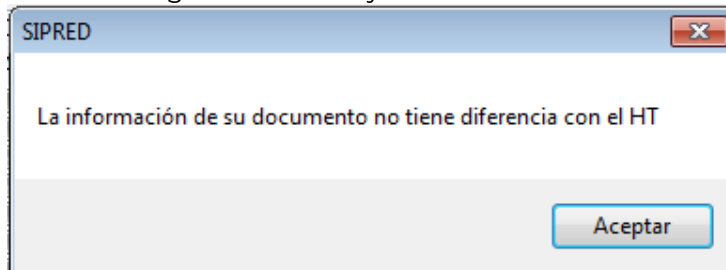 SIPRED
La información de su documento no tiene diferencia con el HT
Aceptar